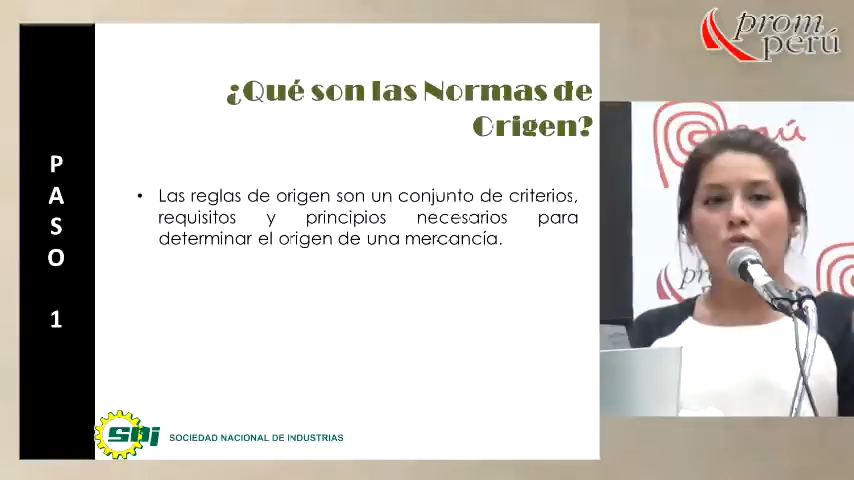 prom
perú
¿Qué son las Normas de
Origen?
P
A
S
O
1
• Las reglas de origen son un conjunto de criterios,
requisitos y principios necesarios para
determinar el origen de una mercancía.
SNI SOCIEDAD NACIONAL DE INDUSTRIAS